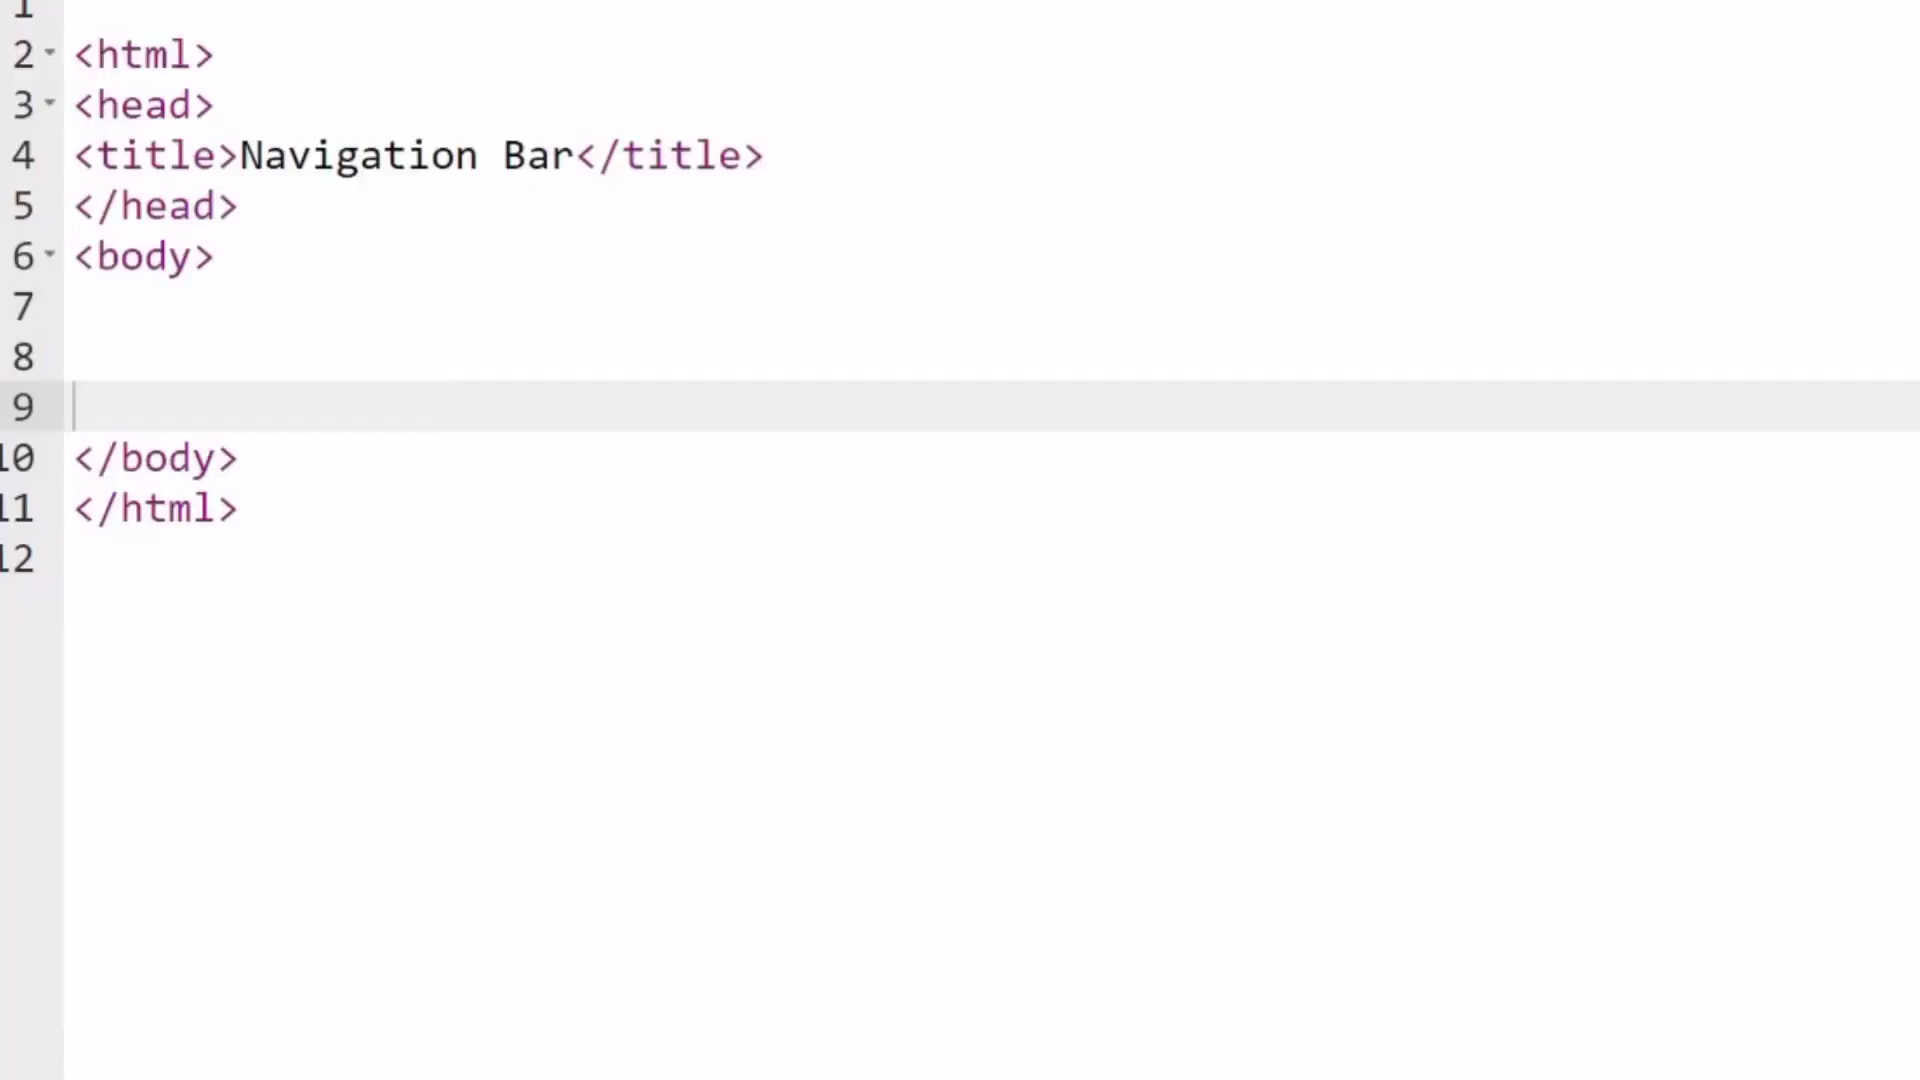 1
2 <html>
3 <head>
4 <title>Navigation Bar</title>
5 </head>
6 <body>
7
8
9
10 </body>
11 </html>
12